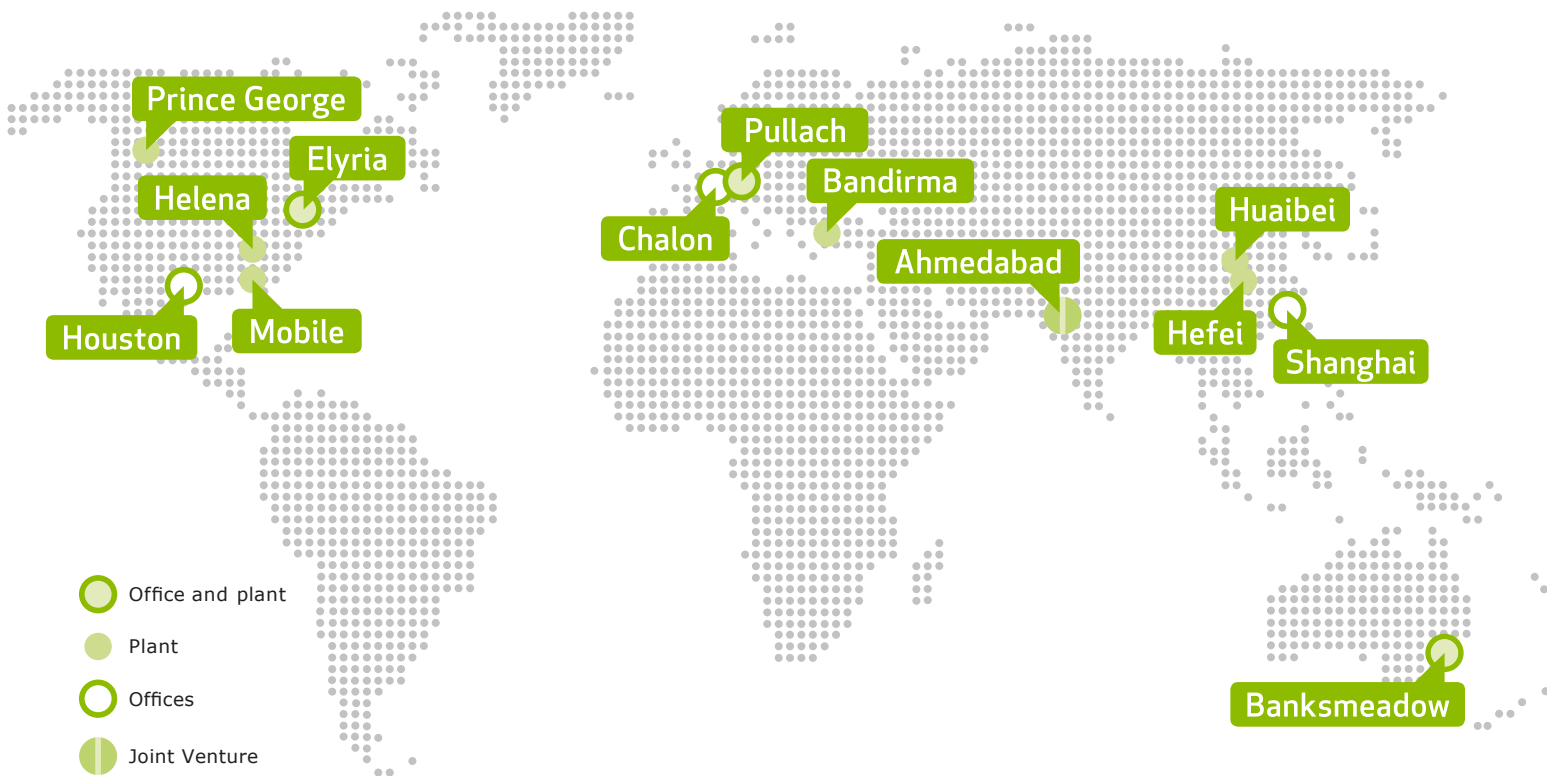 Prince George
Elyria
Helena
Houston
Mobile
Pullach
Bandirma
Chalon
Ahmedabad
Huaibei
Hefei
Shanghai
Banksmeadow
Office and plant
Plant
Offices
Joint Venture